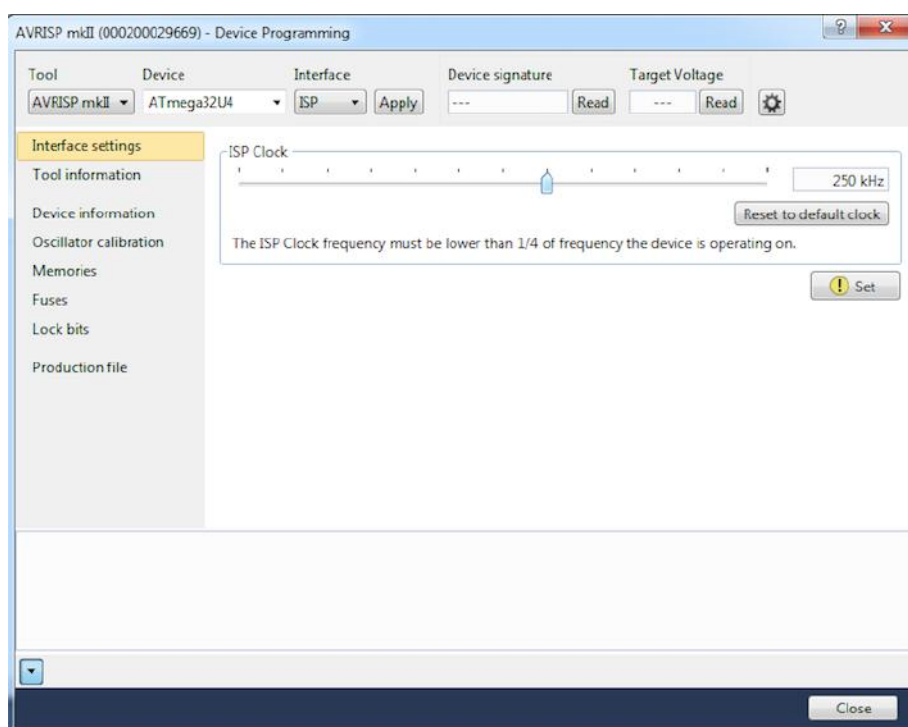 AVRISP mkII (000200029669) - Device Programming
Tool Device Interface Device signature Target Voltage
AVRISP mkII ATmega32U4 ISP Apply --- Read --- Read
Interface settings
Tool information
Device information
Oscillator calibration
Memories
Fuses
Lock bits
Production file
ISP Clock
250 kHz
Reset to default clock
The ISP Clock frequency must be lower than 1/4 of frequency the device is operating on.
Set
Close